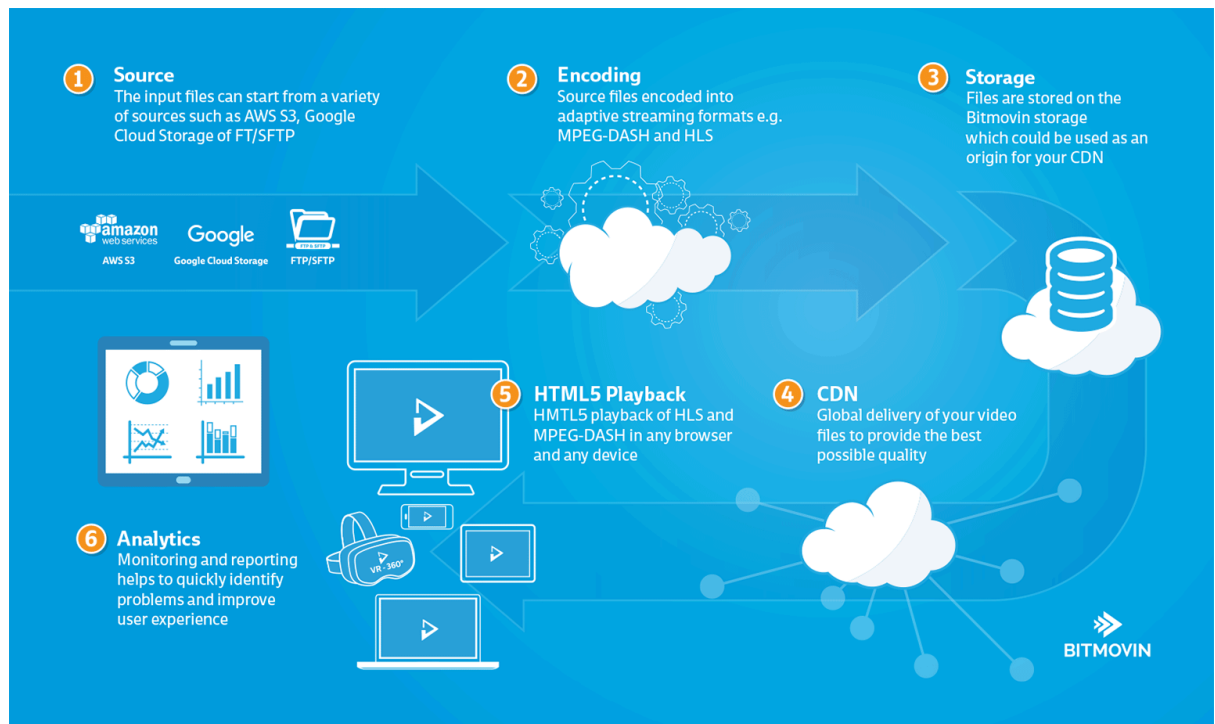 1
Source
The input files can start from a variety
of sources such as AWS S3, Google
Cloud Storage of FT/SFTP
2
Encoding
Source files encoded into
adaptive streaming formats e.g.
MPEG-DASH and HLS
3
Storage
Files are stored on the
Bitmovin storage
which could be used as an
origin for your CDN
amazon
web services
AWS S3
Google
Google Cloud Storage
FTP & SFTP
FTP/SFTP
5
HTML5 Playback
HMTL5 playback of HLS and
MPEG-DASH in any browser
and any device
4
CDN
Global delivery of your video
files to provide the best
possible quality
6
Analytics
Monitoring and reporting
helps to quickly identify
problems and improve
user experience
VR-360°
BITMOVIN